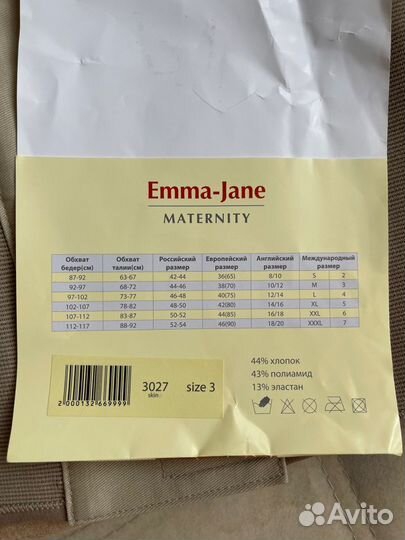 Emma-Jane
MATERNITY
Обхват бедер(см) Обхват талии(см) Российский размер Европейский размер Английский размер Международный размер
87-92 63-67 42-44 36(65) 8/10 S 2
92-97 68-72 44-46 38(70) 10/12 M 3
97-102 73-77 46-48 40(75) 12/14 L 4
102-107 78-82 48-50 42(80) 14/16 XL 5
107-112 83-87 50-52 44(85) 16/18 XXL 6
112-117 88-92 52-54 46(90) 18/20 XXXL 7
44% хлопок
43% полиамид
13% эластан
3027 size 3
skin
2 000132 669999
Avito